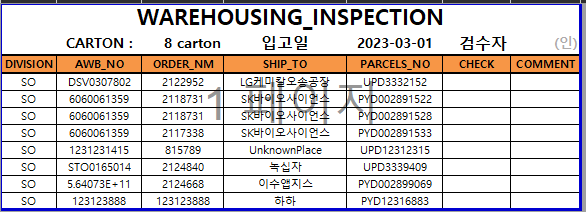 WAREHOUSING_INSPECTION
CARTON : 8 carton 입고일 2023-03-01 검수자 (인)
DIVISION AWB_NO ORDER_NM SHIP_TO PARCELS_NO CHECK COMMENT
SO DSV0307802 2122952 LG케미칼오송공장 UPD3332152
SO 6060061359 2118731 SK바이오사이언스 PYD002891522
SO 6060061359 2118731 SK바이오사이언스 PYD002891528
SO 6060061359 2117338 SK바이오사이언스 PYD002891533
SO 1231231415 815789 UnknownPlace UPD12312315
SO STO0165014 2124840 녹십자 UPD3339409
SO 5.64073E+11 2124668 이수앱지스 PYD002899069
SO 123123888 123123888 하하 PYD12316883
1 페이지